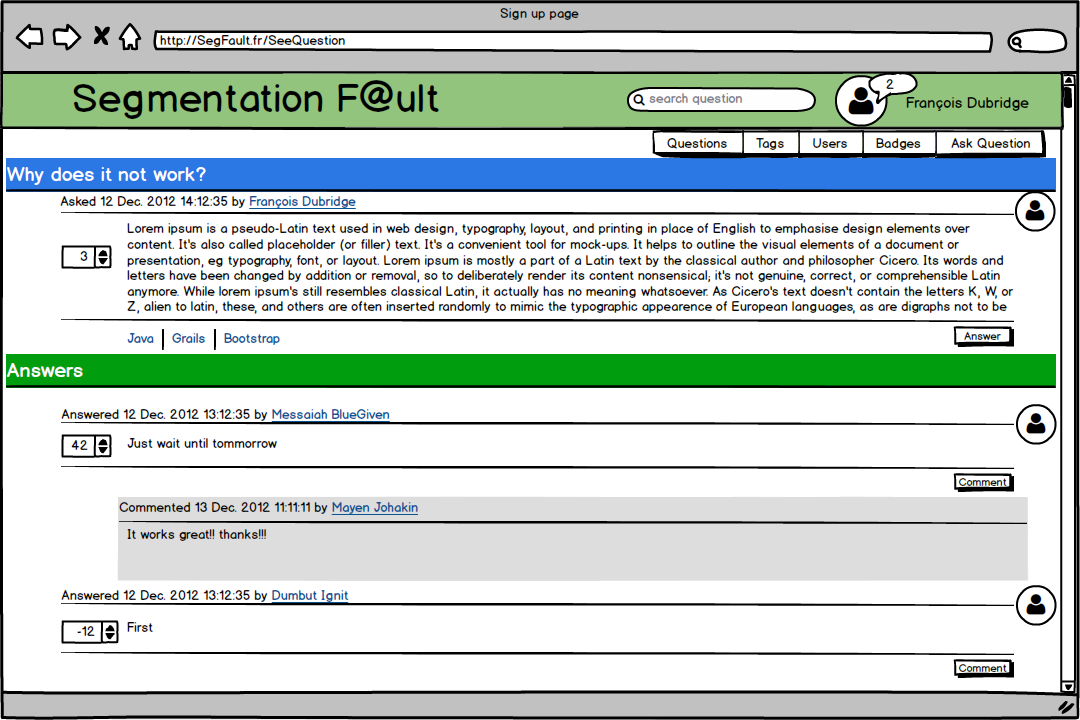 Sign up page
http://SegFault.fr/SeeQuestion
Segmentation F@ult
search question
2
François Dubridge
Questions
Tags
Users
Badges
Ask Question
Why does it not work?
Asked 12 Dec. 2012 14:12:35 by François Dubridge
3
Lorem ipsum is a pseudo-Latin text used in web design, typography, layout, and printing in place of English to emphasise design elements over
content. It's also called placeholder (or filler) text. It's a convenient tool for mock-ups. It helps to outline the visual elements of a document or
presentation, eg typography, font, or layout. Lorem ipsum is mostly a part of a Latin text by the classical author and philosopher Cicero. Its words and
letters have been changed by addition or removal, so to deliberately render its content nonsensical; it's not genuine, correct, or comprehensible Latin
anymore. While lorem ipsum's still resembles classical Latin, it actually has no meaning whatsoever. As Cicero's text doesn't contain the letters K, W, or
Z, alien to latin, these, and others are often inserted randomly to mimic the typographic appearence of European languages, as are digraphs not to be
Java
Grails
Bootstrap
Answer
Answers
Answered 12 Dec. 2012 13:12:35 by Messaiah BlueGiven
42
Just wait until tommorrow
Comment
Commented 13 Dec. 2012 11:11:11 by Mayen Johakin
It works great!! thanks!!!
Answered 12 Dec. 2012 13:12:35 by Dumbut Ignit
-12
First
Comment